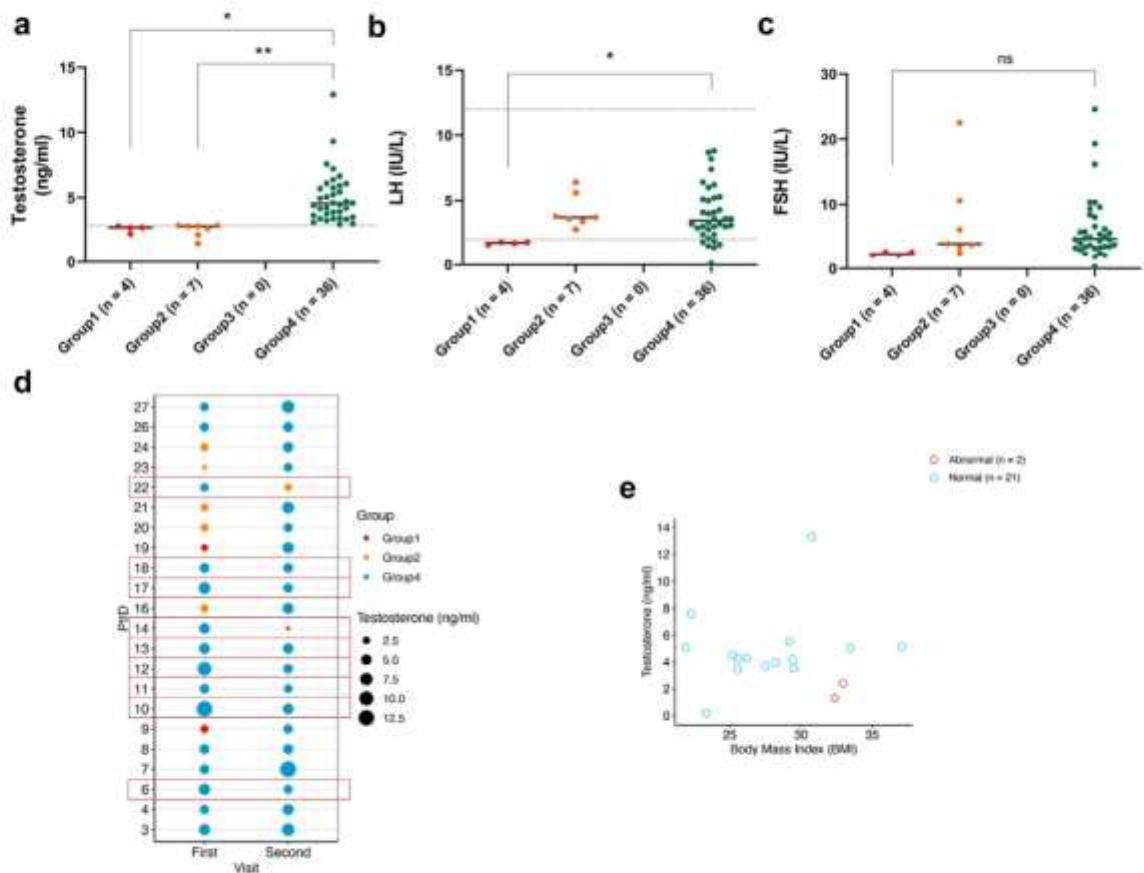 a
*
**
15
10
5
0
Testosterone
(ng/ml)
Group1 (n = 4)
Group2 (n = 7)
Group3 (n = 0)
Group4 (n = 36)
b
*
15
10
5
0
LH (IU/L)
Group1 (n = 4)
Group2 (n = 7)
Group3 (n = 0)
Group4 (n = 36)
c
ns
30
20
10
0
FSH (IU/L)
Group1 (n = 4)
Group2 (n = 7)
Group3 (n = 0)
Group4 (n = 36)
d
27
26
24
23
22
21
20
19
18
17
16
14
13
12
11
10
9
8
7
6
4
3
PtID
First
Second
Visit
Group
Group1
Group2
Group4
Testosterone (ng/ml)
2.5
5.0
7.5
10.0
12.5
e
Abnormal (n = 2)
Normal (n = 21)
14
12
10
8
6
4
2
0
Testosterone (ng/ml)
25
30
35
Body Mass Index (BMI)